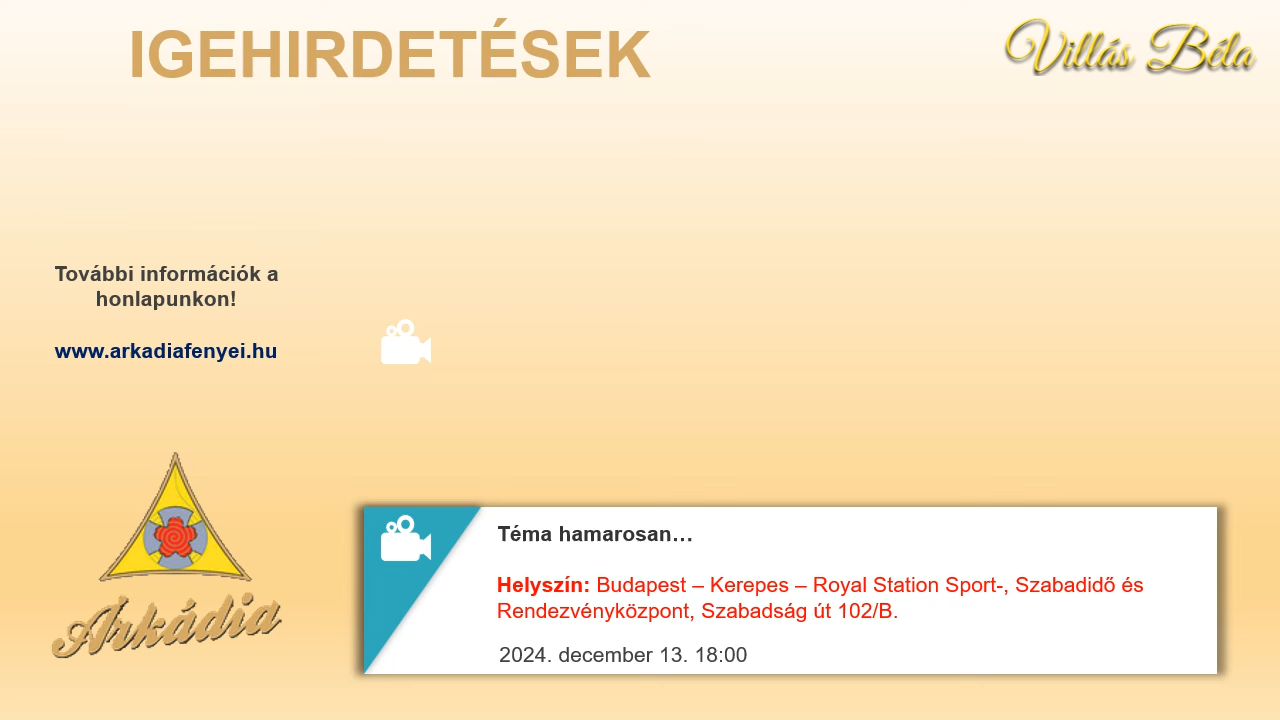 IGEHIRDETÉSEK
Villás Béla
További információk a
honlapunkon!
www.arkadiafenyei.hu
Árkádia
Téma hamarosan…
Helyszín: Budapest – Kerepes – Royal Station Sport-, Szabadidő és
Rendezvényközpont, Szabadság út 102/B.
2024. december 13. 18:00